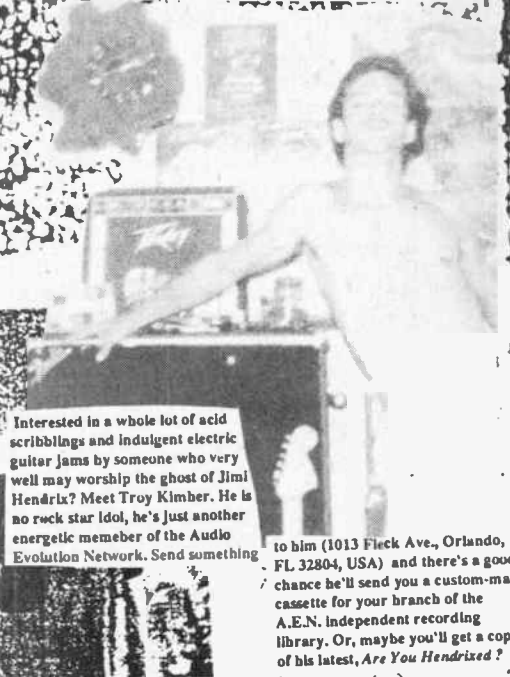 Peavey
Interested in a whole lot of acid
scribblings and indulgent electric
guitar jams by someone who very
well may worship the ghost of Jimi
Hendrix? Meet Troy Kimber. He is
no rock star idol, he's just another
energetic memeber of the Audio
Evolution Network. Send something
to him (1013 Fleck Ave., Orlando,
FL 32804, USA) and there's a good
chance he'll send you a custom-ma
cassette for your branch of the
A.E.N. independent recording
library. Or, maybe you'll get a cop
of his latest, Are You Hendrixed ?